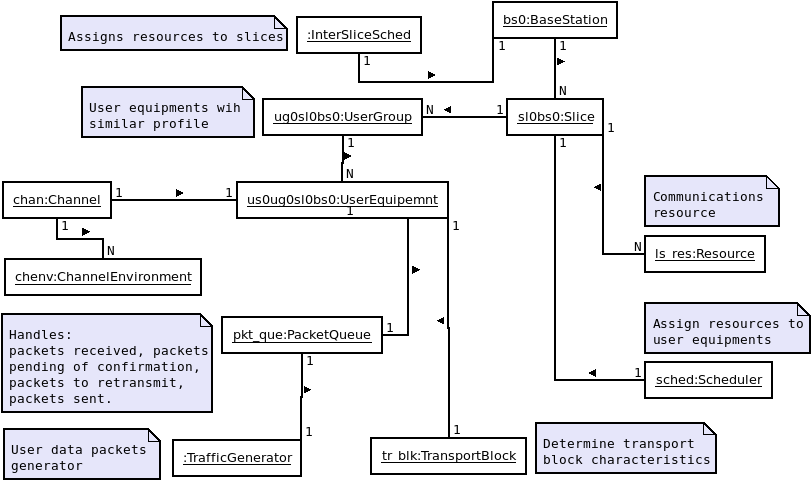 bs0:BaseStation
Assigns resources to slices
:InterSliceSched
1
1
1
N
User equipments wih
similar profile
ug0sl0bs0:UserGroup
N
1
sl0bs0:Slice
1
1
1
N
Communications
resource
chan:Channel
1
1
us0ug0sl0bs0:UserEquipemnt
1
1
1
N
N
ls_res:Resource
chenv:ChannelEnvironment
Handles:
packets received, packets
pending of confirmation,
packets to retransmit,
packets sent.
pkt_que:PacketQueue
1
Assign resources to
user equipments
1
1
sched:Scheduler
User data packets
generator
1
:TrafficGenerator
1
tr_blk:TransportBlock
Determine transport
block characteristics